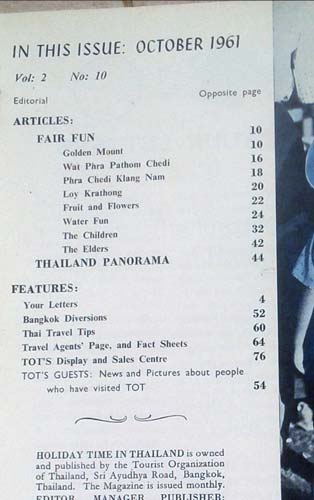 IN THIS ISSUE: OCTOBER 1961
Vol: 2 No: 10
Editorial Opposite page
ARTICLES:
FAIR FUN 10
Golden Mount 10
Wat Phra Pathom Chedi 16
Phra Chedi Klang Nam 18
Loy Krathong 20
Fruit and Flowers 22
Water Fun 24
The Children 32
The Elders 42
THAILAND PANORAMA 44
FEATURES:
Your Letters 4
Bangkok Diversions 52
Thai Travel Tips 60
Travel Agents' Page, and Fact Sheets 64
TOT'S Display and Sales Centre 76
TOT'S GUESTS: News and Pictures about people
who have visited TOT 54
HOLIDAY TIME IN THAILAND is owned
and published by the Tourist Organization
of Thailand, Sri Ayudhya Road, Bangkok,
Thailand. The Magazine is issued monthly.
EDITOR MANAGER PUBLISHER: